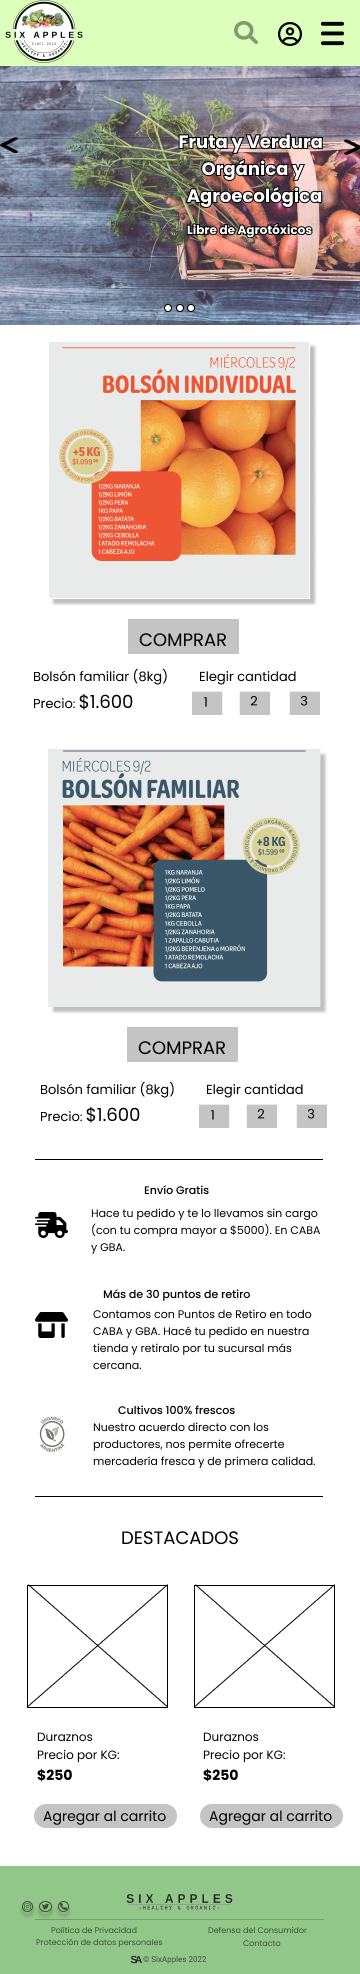 SIX APPLES
SINCE 2022
HEALTHY & ORGANIC
Fruta y Verdura
Orgánica y
Agroecológica
Libre de Agrotóxicos
MIÉRCOLES 9/2
BOLSÓN INDIVIDUAL
+5 KG
$1.099
1/2KG NARANJA
1/2KG LIMÓN
1/2KG PERA
1KG PAPA
1/2KG BATATA
1/2KG ZANAHORIA
1/2KG CEBOLLA
1 ATADO REMOLACHA
1 CABEZA AJO
COMPRAR
Bolsón familiar (8kg)
Elegir cantidad
Precio: $1.600
1 2 3
MIÉRCOLES 9/2
BOLSÓN FAMILIAR
+8 KG
$1.599
1KG NARANJA
1/2KG LIMÓN
1/2KG POMELO
1/2KG PERA
1KG PAPA
1/2KG BATATA
1KG CEBOLLA
1/2KG ZANAHORIA
1 ZAPALLO CABUTIA
1/2KG BERENJENA o MORRÓN
1 ATADO REMOLACHA
1 CABEZA AJO
COMPRAR
Bolsón familiar (8kg)
Elegir cantidad
Precio: $1.600
1 2 3
Envío Gratis
Hace tu pedido y te lo llevamos sin cargo
(con tu compra mayor a $5000). En CABA
y GBA.
Más de 30 puntos de retiro
Contamos con Puntos de Retiro en todo
CABA y GBA. Hacé tu pedido en nuestra
tienda y retiralo por tu sucursal más
cercana.
Cultivos 100% frescos
ORGÁNICO
ARGENTINA
Nuestro acuerdo directo con los
productores, nos permite ofrecerte
mercadería fresca y de primera calidad.
DESTACADOS
Duraznos
Precio por KG:
$250
Agregar al carrito
Duraznos
Precio por KG:
$250
Agregar al carrito
SIX APPLES
-HEALTHY & ORGANIC-
Política de Privacidad
Defensa del Consumidor
Protección de datos personales
Contacto
SA © SixApples 2022